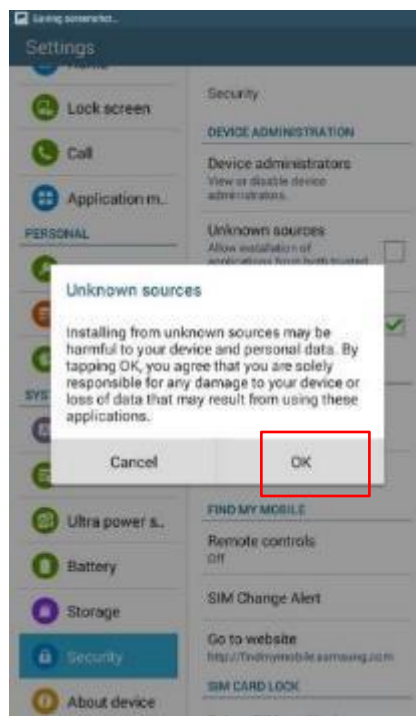 Saving screenshot...
Settings
Lock screen
Call
Application m..
PERSONAL
Ultra power s..
Battery
Storage
Security
About device
Security
DEVICE ADMINISTRATION
Device administrators
View or disable device
administrators.
Unknown sources
Allow installation of
applications from both trusted
Unknown sources
Installing from unknown sources may be
harmful to your device and personal data. By
tapping OK, you agree that you are solely
responsible for any damage to your device or
loss of data that may result from using these
applications.
Cancel
OK
FIND MY MOBILE
Remote controls
Off
SIM Change Alert
Go to website
http://findmymobile.samsung.com
SIM CARD LOCK